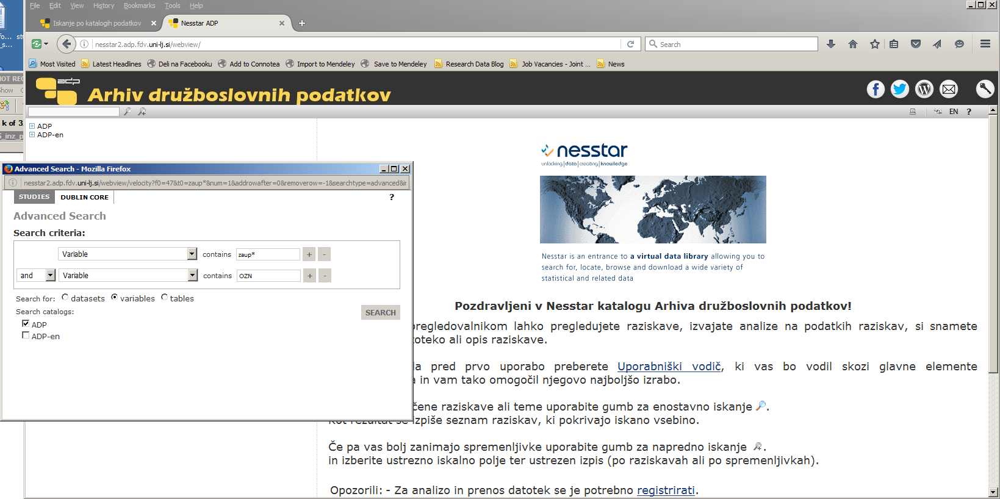 File Edit View History Bookmarks Tools Help
Iskanje po katalogih podatkov
Nesstar ADP
nesstar2.adp.fdv.uni-lj.si/webview/
Search
Most Visited Latest Headlines Deli na Facebooku Add to Connotea Import to Mendeley Save to Mendeley Research Data Blog Job Vacancies - Joint ... News
adp
Arhiv družboslovnih podatkov
EN ?
ADP
ADP-en
k of 3
nesstar
unlocking|data|creating|knowledge
Nesstar is an entrance to a virtual data library allowing you to
search for, locate, browse and download a wide variety of
statistical and related data
Pozdravljeni v Nesstar katalogu Arhiva družboslovnih podatkov!
pregledovalnikom lahko pregledujete raziskave, izvajate analize na podatkih raziskav, si snamete
toteko ali opis raziskave.
pred prvo uporabo preberete Uporabniški vodič, ki vas bo vodil skozi glavne elemente
in vam tako omogočil njegovo najboljšo izrabo.
čene raziskave ali teme uporabite gumb za enostavno iskanje .
izpiše seznam raziskav, ki pokrivajo iskano vsebino.
Če pa vas bolj zanimajo spremenljivke uporabite gumb za napredno iskanje .
in izberite ustrezno iskalno polje ter ustrezen izpis (po raziskavah ali po spremenljivkah).
Opozorili: - Za analizo in prenos datotek se je potrebno registrirati.
Advanced Search - Mozilla Firefox
nesstar2.adp.fdv.uni-lj.si/webview/velocity?f0=47&t0=zaup*&num=1&addrowafter=0&removerow=-1&searchtype=advanced&ir
STUDIES DUBLIN CORE ?
Advanced Search
Search criteria:
Variable contains zaup* + -
and Variable contains OZN + -
Search for: datasets variables tables
Search catalogs:
SEARCH
ADP
ADP-en